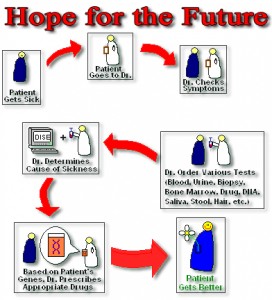 Hope for the Future
Patient
Gets Sick
Patient
Goes to Dr.
Dr. Checks
Symptoms
Dr. Order Various Tests
(Blood, Urine, Biopsy,
Bone Marrow, Drug, DNA,
Saliva, Stool, Hair, etc.)
DISE
Dr. Determines
Cause of Sickness
Based on Patient's
Genes, Dr. Prescribes
Appropriate Drugs
Patient
Gets Better